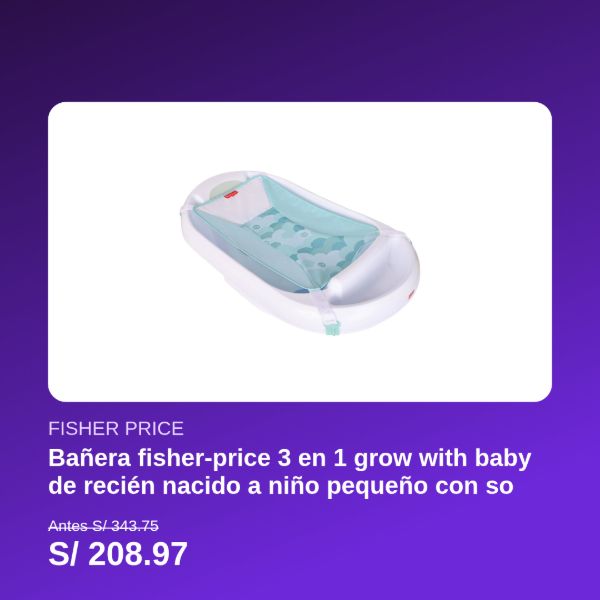 FISHER PRICE
Bañera fisher-price 3 en 1 grow with baby
de recién nacido a niño pequeño con so
Antes S/ 343.75
S/ 208.97